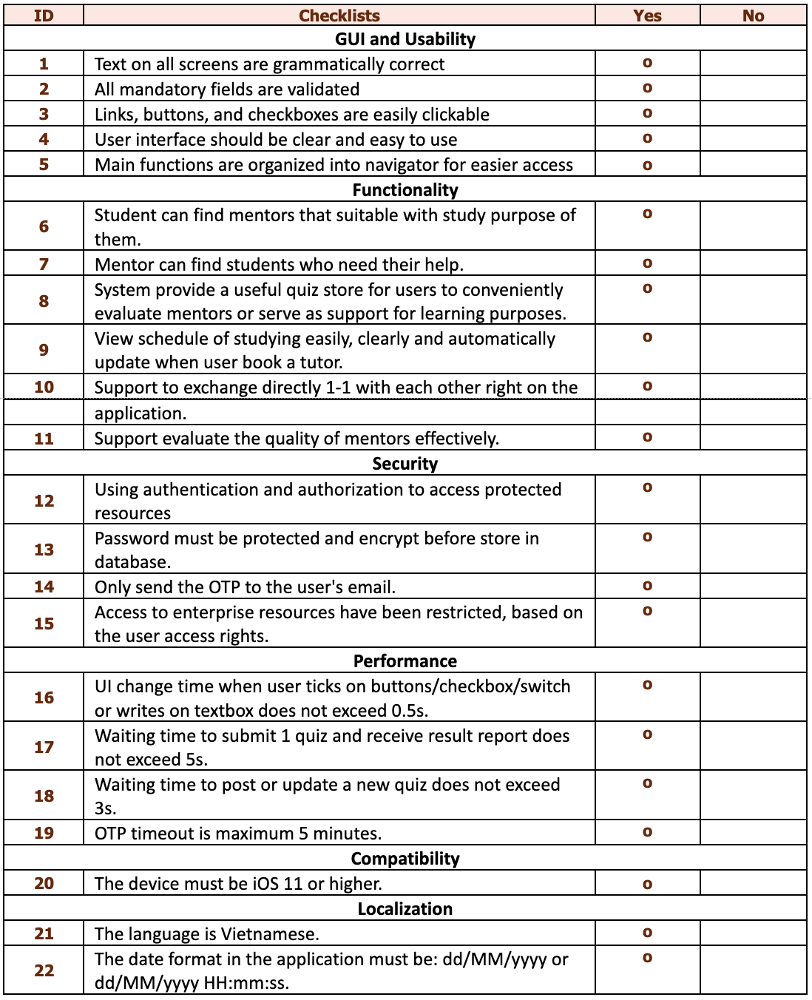 ID Checklists Yes No
GUI and Usability
1 Text on all screens are grammatically correct o
2 All mandatory fields are validated o
3 Links, buttons, and checkboxes are easily clickable o
4 User interface should be clear and easy to use o
5 Main functions are organized into navigator for easier access o
Functionality
6 Student can find mentors that suitable with study purpose of o
them.
7 Mentor can find students who need their help. o
8 System provide a useful quiz store for users to conveniently o
evaluate mentors or serve as support for learning purposes.
9 View schedule of studying easily, clearly and automatically o
update when user book a tutor.
10 Support to exchange directly 1-1 with each other right on the o
application.
11 Support evaluate the quality of mentors effectively. o
Security
12 Using authentication and authorization to access protected o
resources
13 Password must be protected and encrypt before store in o
database.
14 Only send the OTP to the user's email. o
15 Access to enterprise resources have been restricted, based on o
the user access rights.
Performance
16 UI change time when user ticks on buttons/checkbox/switch o
or writes on textbox does not exceed 0.5s.
17 Waiting time to submit 1 quiz and receive result report does o
not exceed 5s.
18 Waiting time to post or update a new quiz does not exceed o
3s.
19 OTP timeout is maximum 5 minutes. o
Compatibility
20 The device must be iOS 11 or higher. o
Localization
21 The language is Vietnamese. o
22 The date format in the application must be: dd/MM/yyyy or o
dd/MM/yyyy HH:mm:ss.